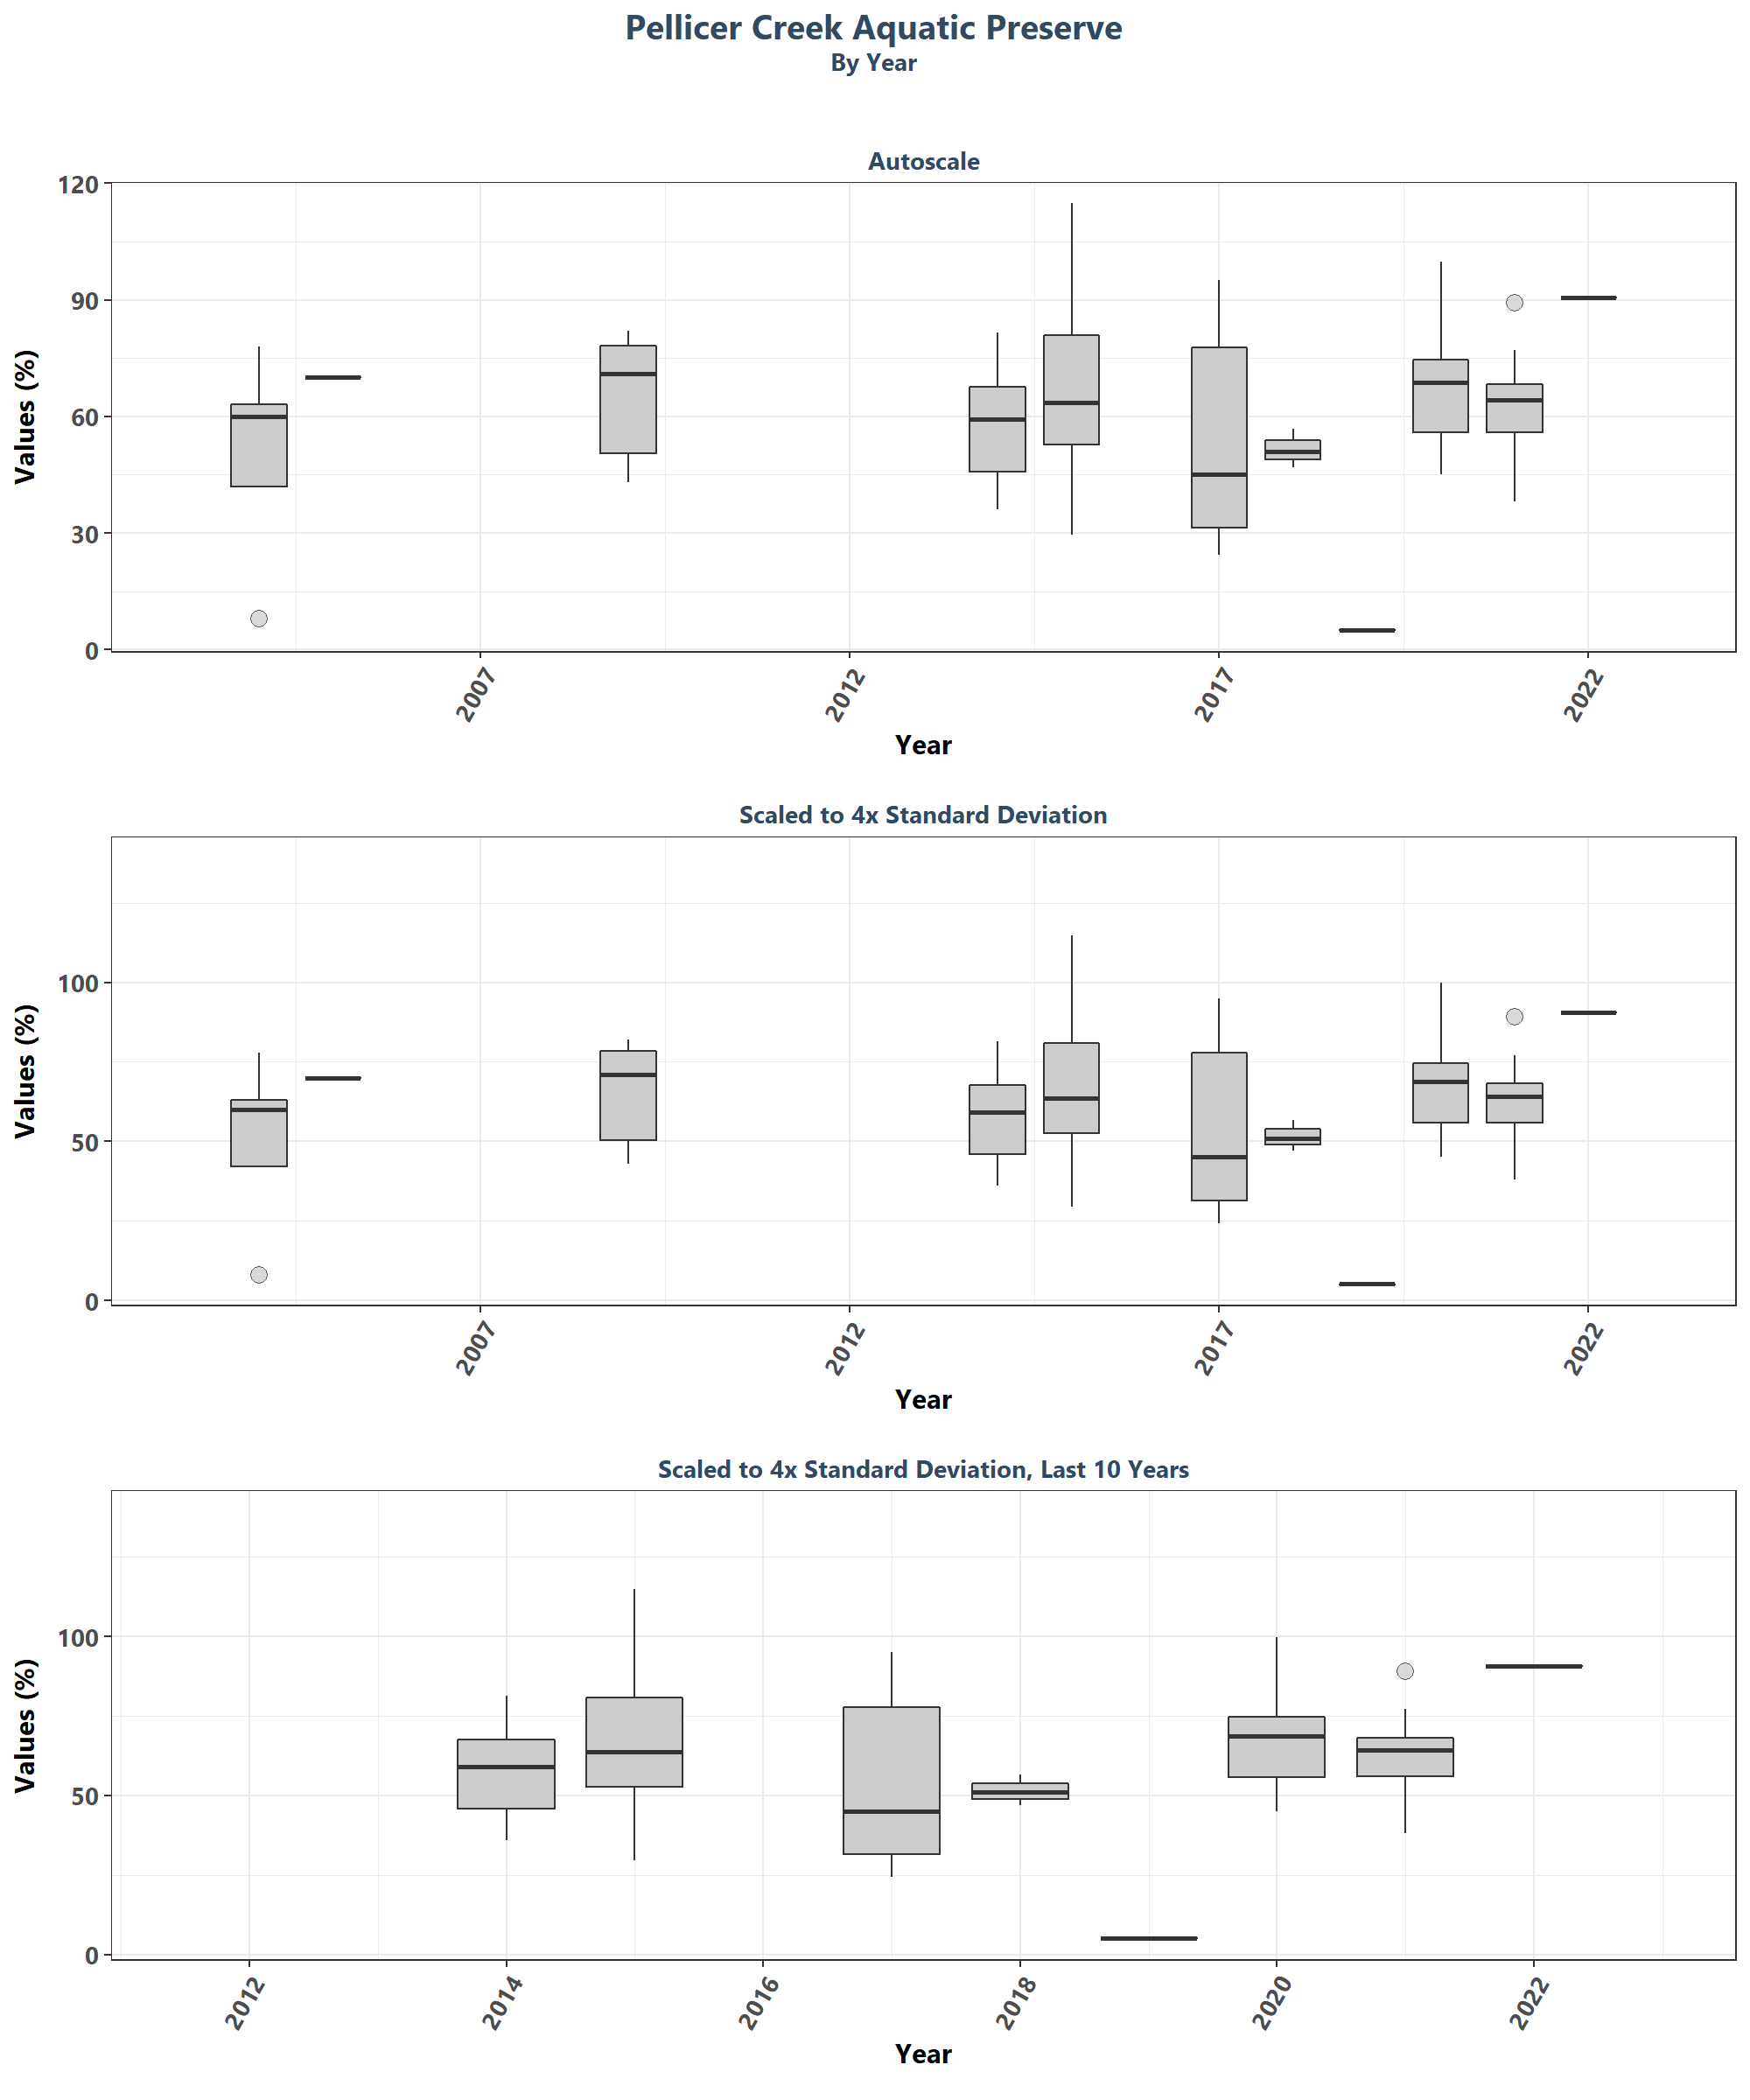 Pellicer Creek Aquatic Preserve
By Year
Autoscale
120
90
60
30
0
Values (%)
2007 2012 2017 2022
Year
Scaled to 4x Standard Deviation
100
50
0
Values (%)
2007 2012 2017 2022
Year
Scaled to 4x Standard Deviation, Last 10 Years
100
50
0
Values (%)
2012 2014 2016 2018 2020 2022
Year